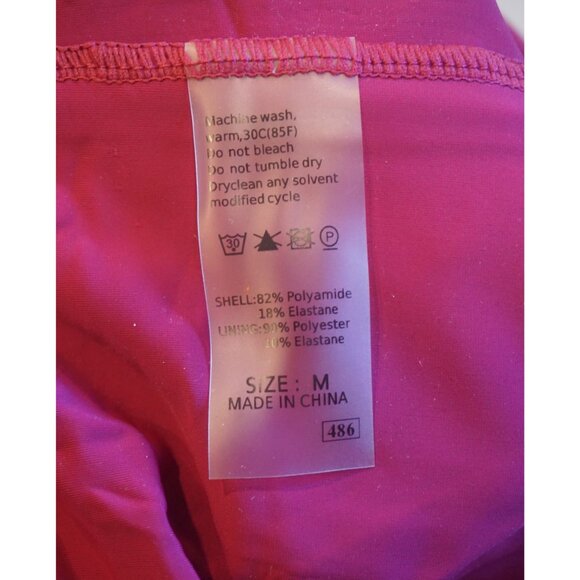 Machine wash,
warm,30C(85F)
Do not bleach
Do not tumble dry
Dryclean any solvent
modified cycle
30 P
SHELL:82% Polyamide
18% Elastane
LINING:90% Polyester
10% Elastane
SIZE : M
MADE IN CHINA
486